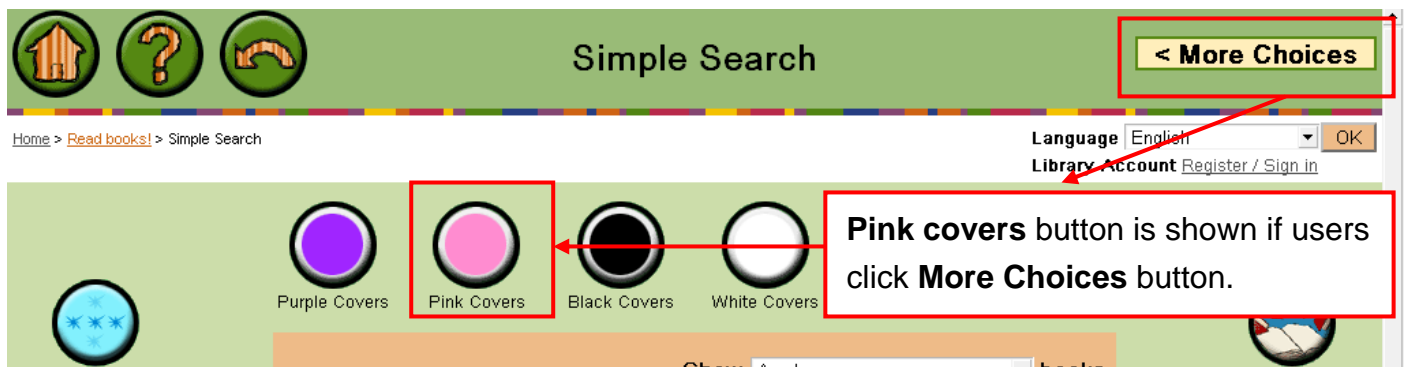 Simple Search
< More Choices
Home > Read books! > Simple Search
Language English OK
Library Account Register / Sign in
Pink covers button is shown if users
click More Choices button.
Purple Covers
Pink Covers
Black Covers
White Covers
Show
books